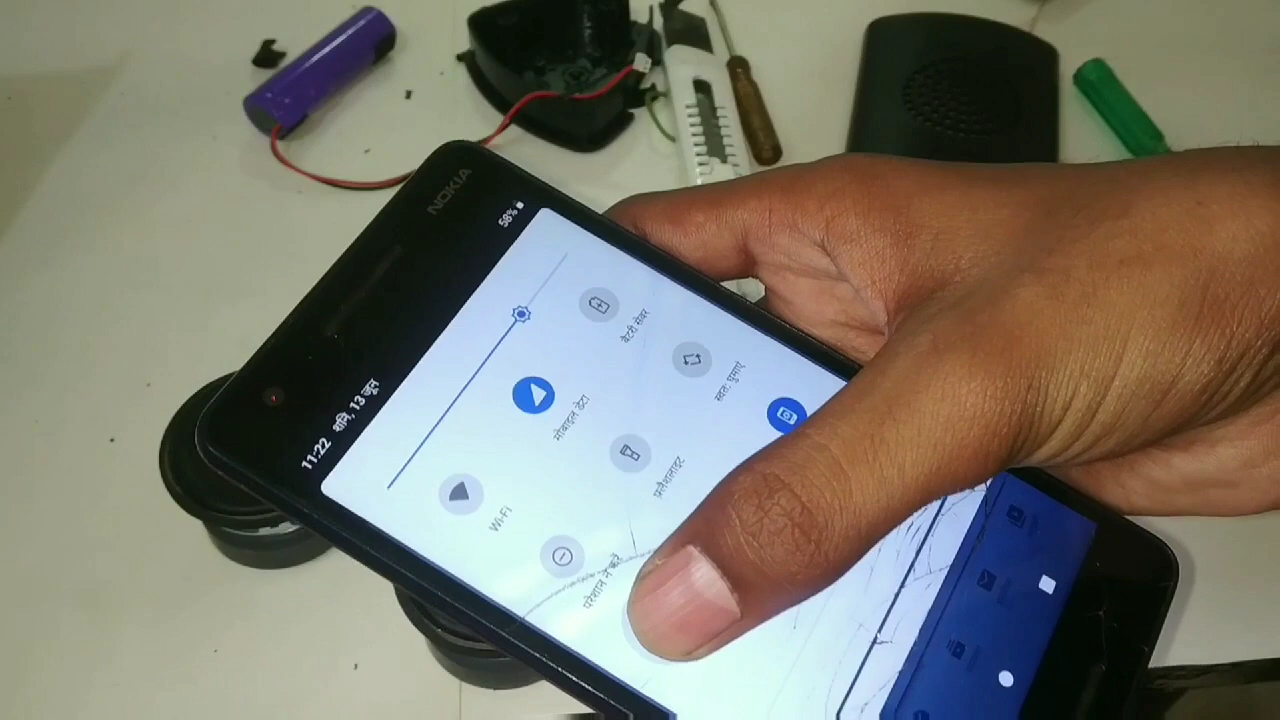 NOKIA
58%
11:22 शनि, 13 जून
Wi-Fi
मोबाइल डेटा
बैटरी सेवर
परेशान न करें
फ़्लैशलाइट
स्वत: घुमाएं